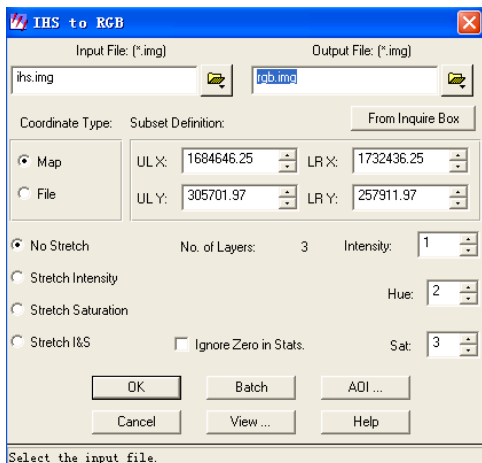 IHS to RGB
Input File: (*.img) Output File: (*.img)
ihs.img rgb.img
From Inquire Box
Coordinate Type: Subset Definition:
Map UL X: 1684646.25 LR X: 1732436.25
File UL Y: 305701.97 LR Y: 257911.97
No Stretch No. of Layers: 3 Intensity: 1
Stretch Intensity
Hue: 2
Stretch Saturation
Stretch I&S Ignore Zero in Stats. Sat: 3
OK Batch AOI ...
Cancel View ... Help
Select the input file.